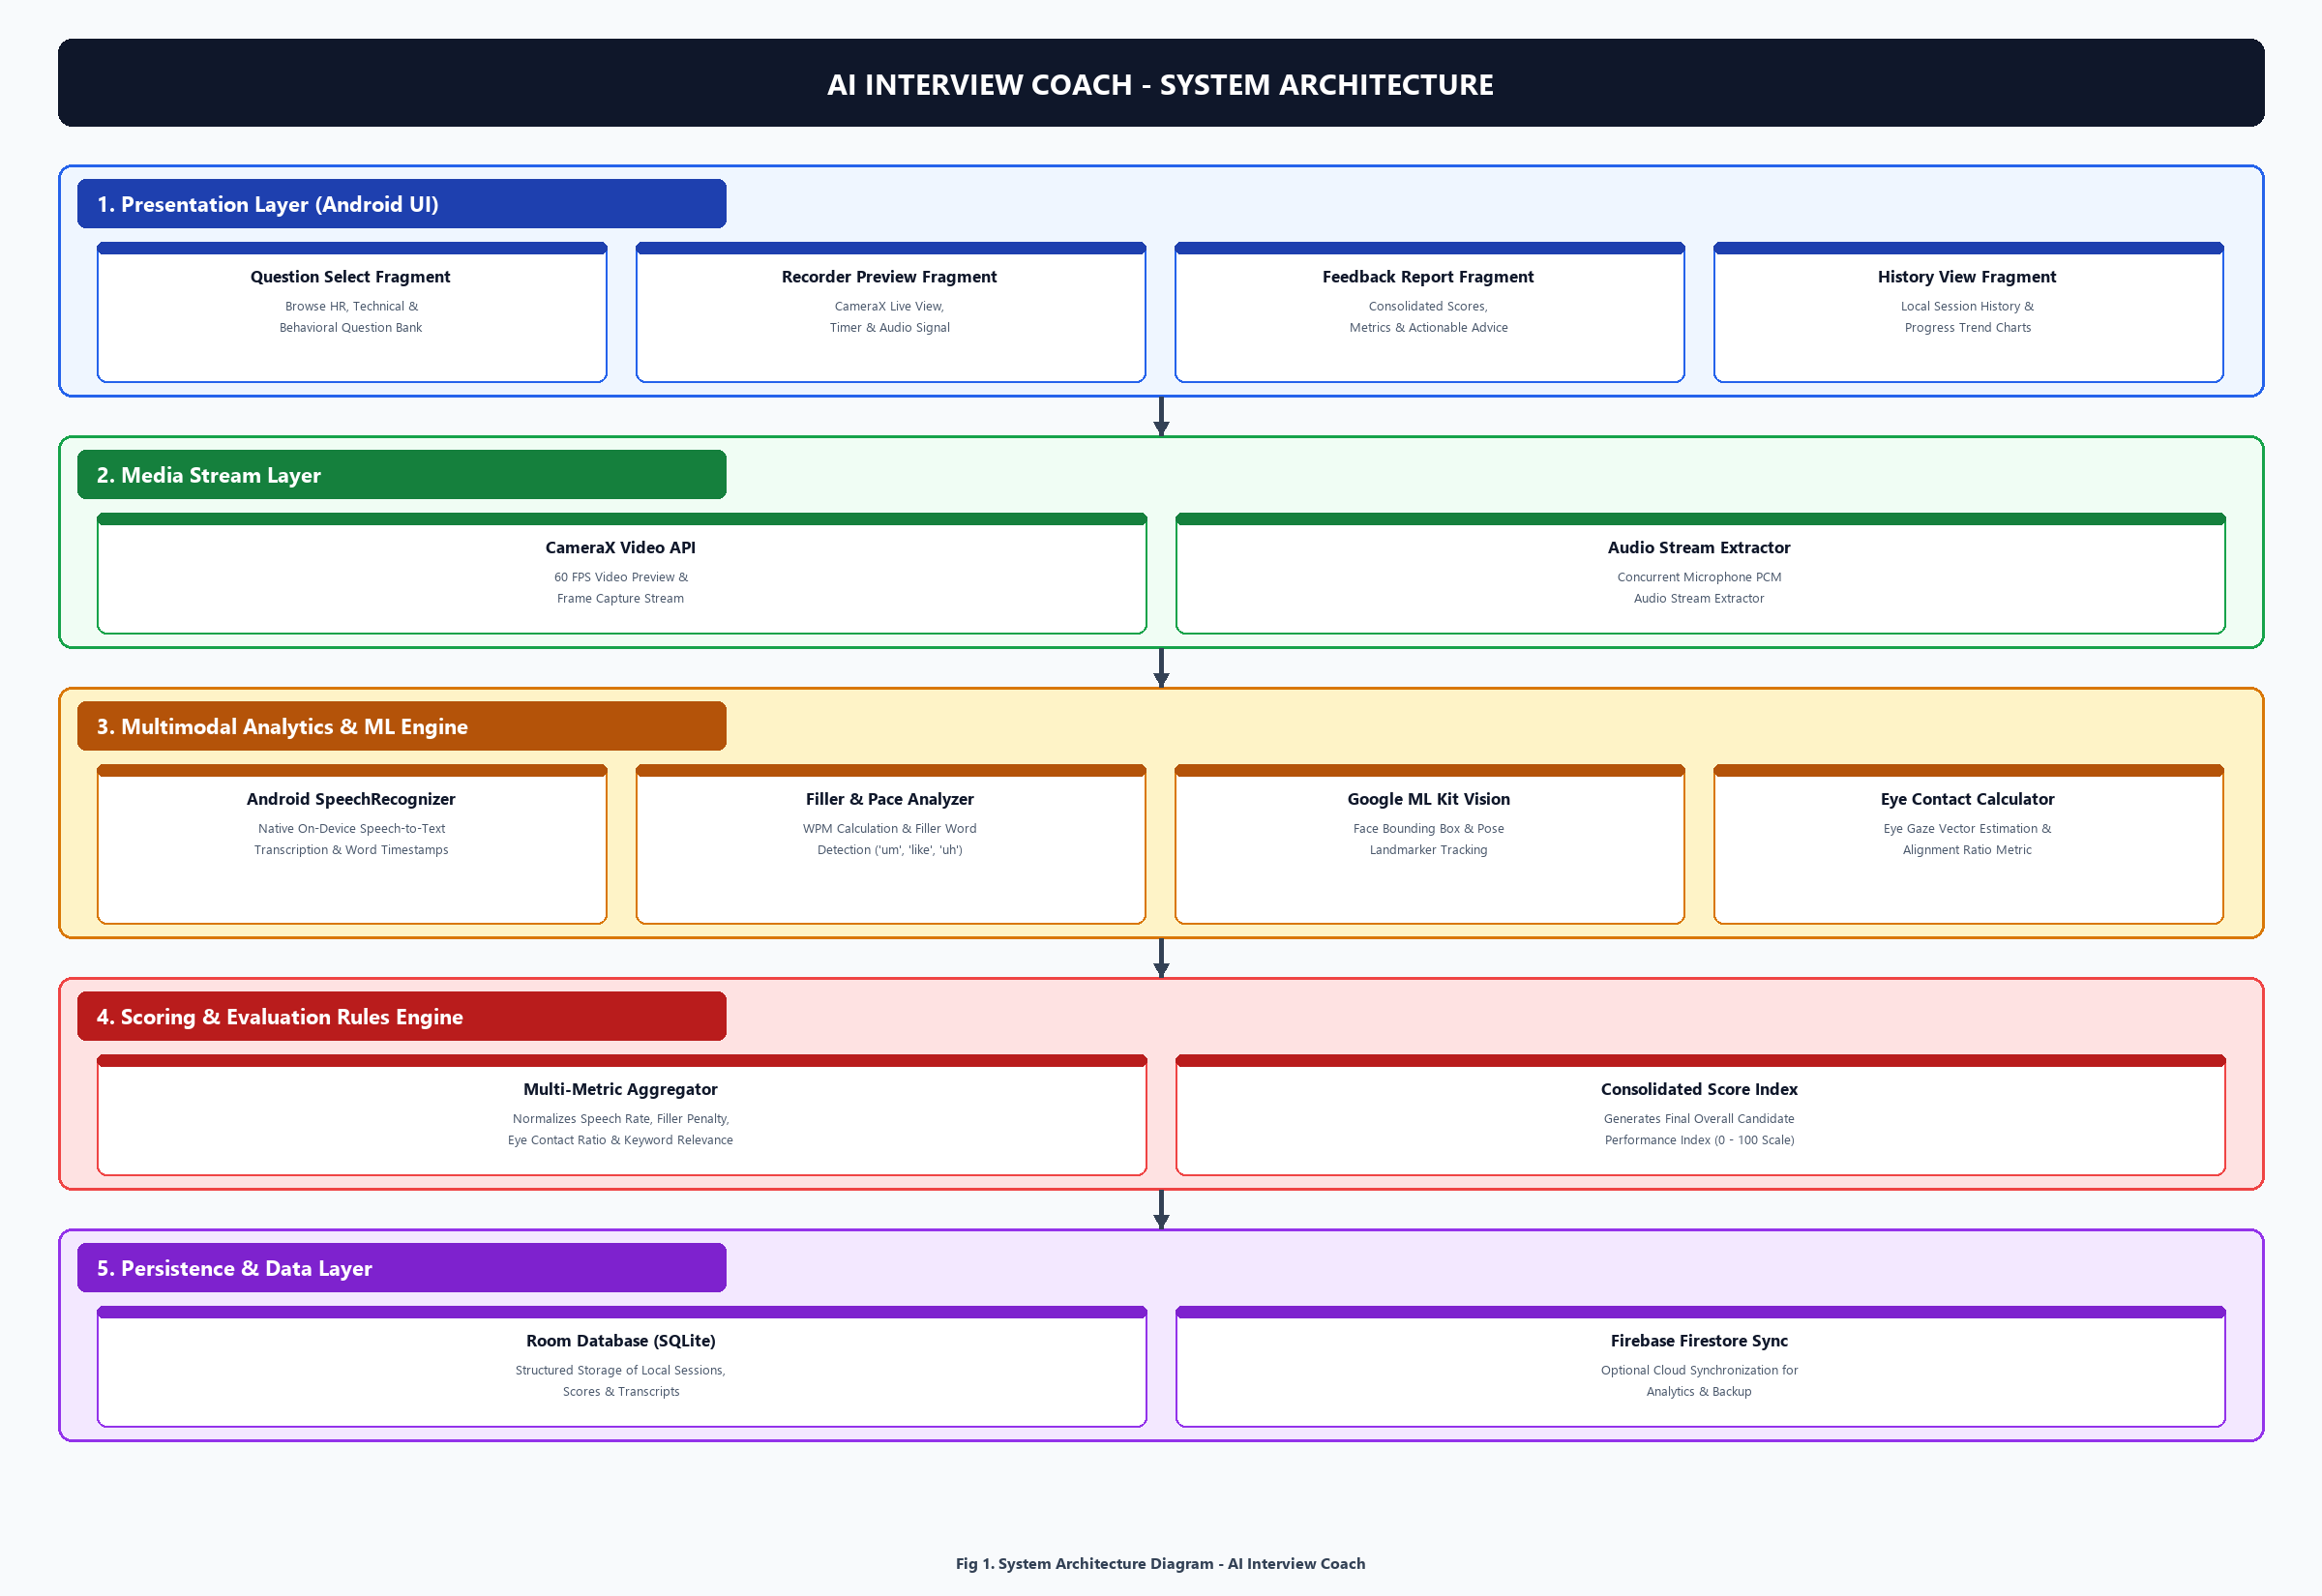 AI INTERVIEW COACH - SYSTEM ARCHITECTURE
1. Presentation Layer (Android UI)
Question Select Fragment
Browse HR, Technical &
Behavioral Question Bank
Recorder Preview Fragment
CameraX Live View,
Timer & Audio Signal
Feedback Report Fragment
Consolidated Scores,
Metrics & Actionable Advice
History View Fragment
Local Session History &
Progress Trend Charts
2. Media Stream Layer
CameraX Video API
60 FPS Video Preview &
Frame Capture Stream
Audio Stream Extractor
Concurrent Microphone PCM
Audio Stream Extractor
3. Multimodal Analytics & ML Engine
Android SpeechRecognizer
Native On-Device Speech-to-Text
Transcription & Word Timestamps
Filler & Pace Analyzer
WPM Calculation & Filler Word
Detection ('um', 'like', 'uh')
Google ML Kit Vision
Face Bounding Box & Pose
Landmarker Tracking
Eye Contact Calculator
Eye Gaze Vector Estimation &
Alignment Ratio Metric
4. Scoring & Evaluation Rules Engine
Multi-Metric Aggregator
Normalizes Speech Rate, Filler Penalty,
Eye Contact Ratio & Keyword Relevance
Consolidated Score Index
Generates Final Overall Candidate
Performance Index (0 - 100 Scale)
5. Persistence & Data Layer
Room Database (SQLite)
Structured Storage of Local Sessions,
Scores & Transcripts
Firebase Firestore Sync
Optional Cloud Synchronization for
Analytics & Backup
Fig 1. System Architecture Diagram - AI Interview Coach